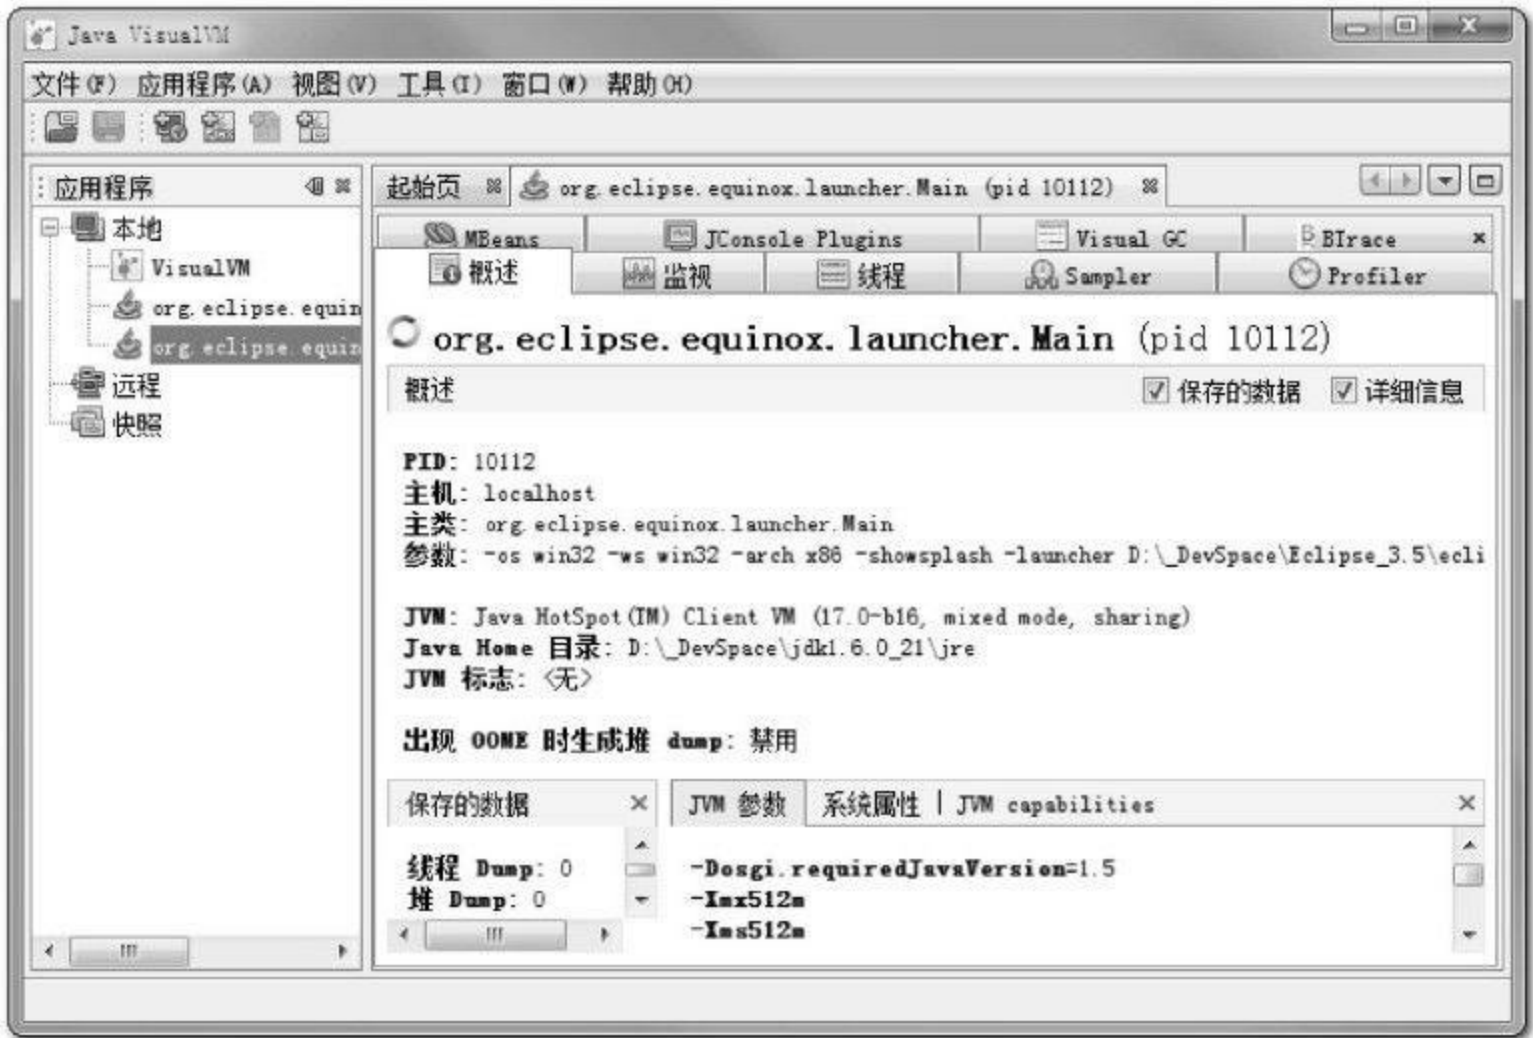 Java VisualVM
文件(F) 应用程序(A) 视图(V) 工具(T) 窗口(W) 帮助(H)
应用程序
本地
VisualVM
org.eclipse.equin
org.eclipse.equin
远程
快照
起始页 org.eclipse.equinox.launcher.Main (pid 10112)
MBeans JConsole Plugins Visual GC BTrace
概述 监视 线程 Sampler Profiler
org.eclipse.equinox.launcher.Main (pid 10112)
概述 保存的数据 详细信息
PID: 10112
主机: localhost
主类: org.eclipse.equinox.launcher.Main
参数: -os win32 -ws win32 -arch x86 -showsplash -launcher D:\_DevSpace\Eclipse_3.5\ecli
JVM: Java HotSpot(TM) Client VM (17.0-b16, mixed mode, sharing)
Java Home 目录: D:\_DevSpace\jdk1.6.0_21\jre
JVM 标志: <无>
出现 OOME 时生成堆 dump: 禁用
保存的数据
线程 Dump: 0
堆 Dump: 0
JVM 参数 系统属性 JVM capabilities
-Dosgi.requiredJavaVersion=1.5
-Xmx512m
-Xms512m